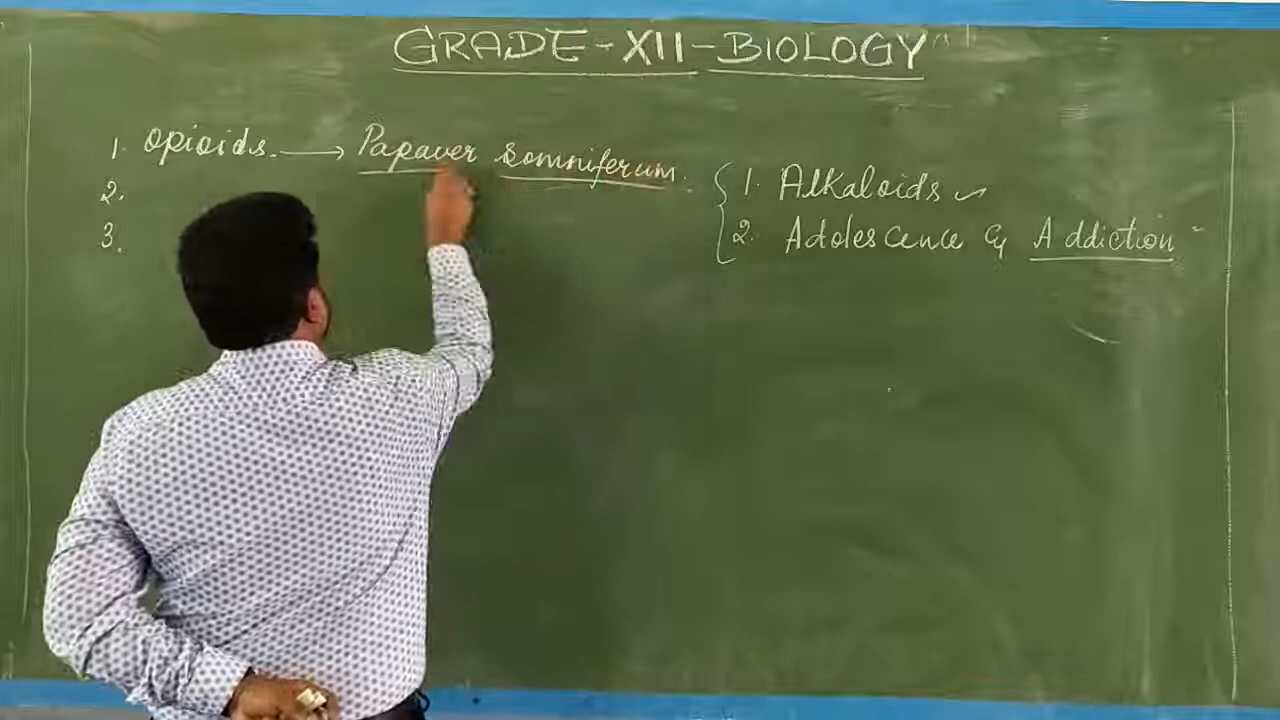 GRADE-XII-BIOLOGY
1. Opioids. → Papaver Somniferum.
2.
3.
1. Alkaloids
2. Adolescence & Addiction